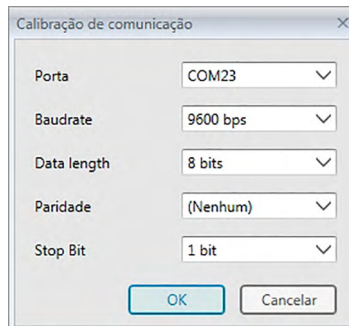 Calibração de comunicação
Porta COM23
Baudrate 9600 bps
Data length 8 bits
Paridade (Nenhum)
Stop Bit 1 bit
OK Cancelar